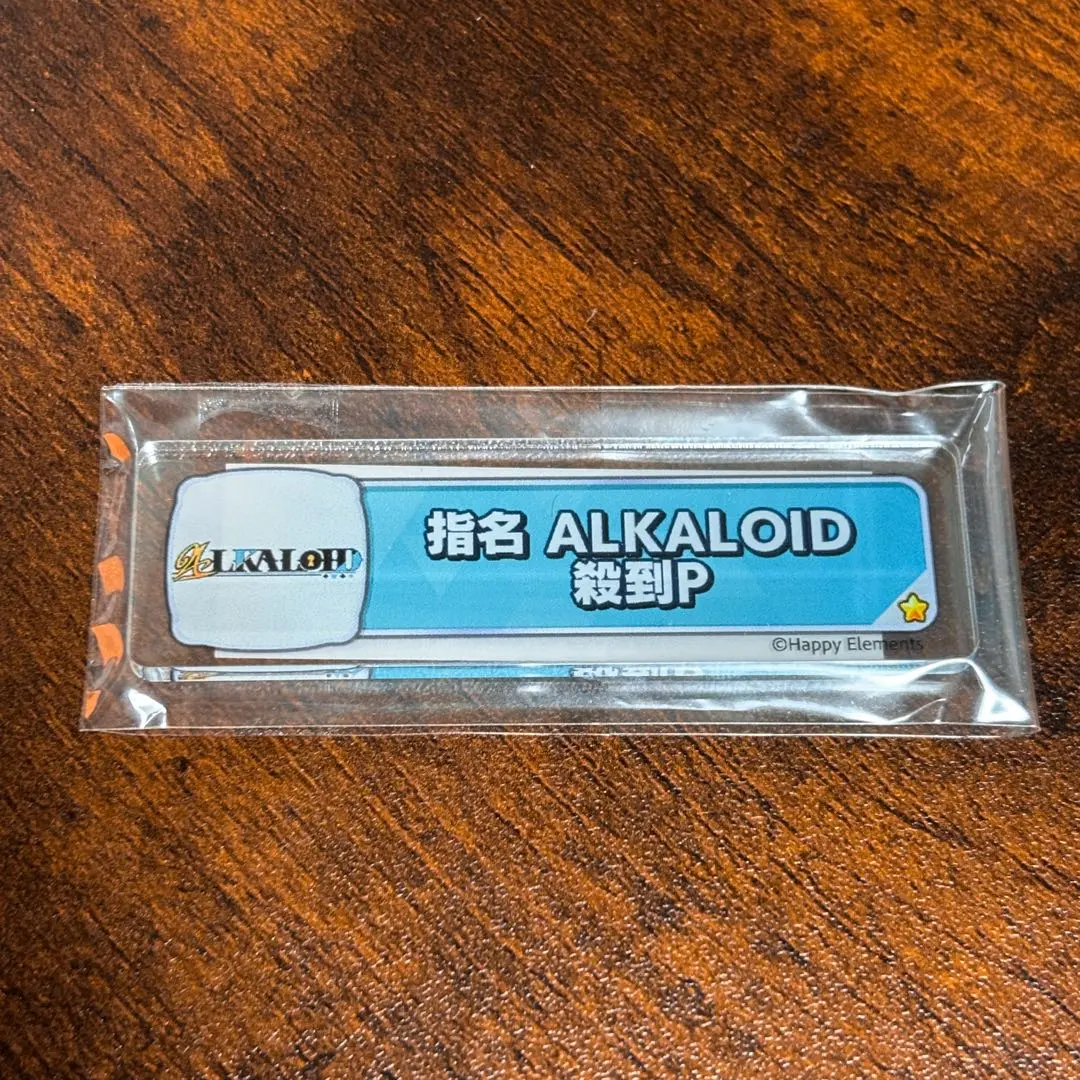 ALKALOID
指名 ALKALOID
殺到P
©Happy Elements